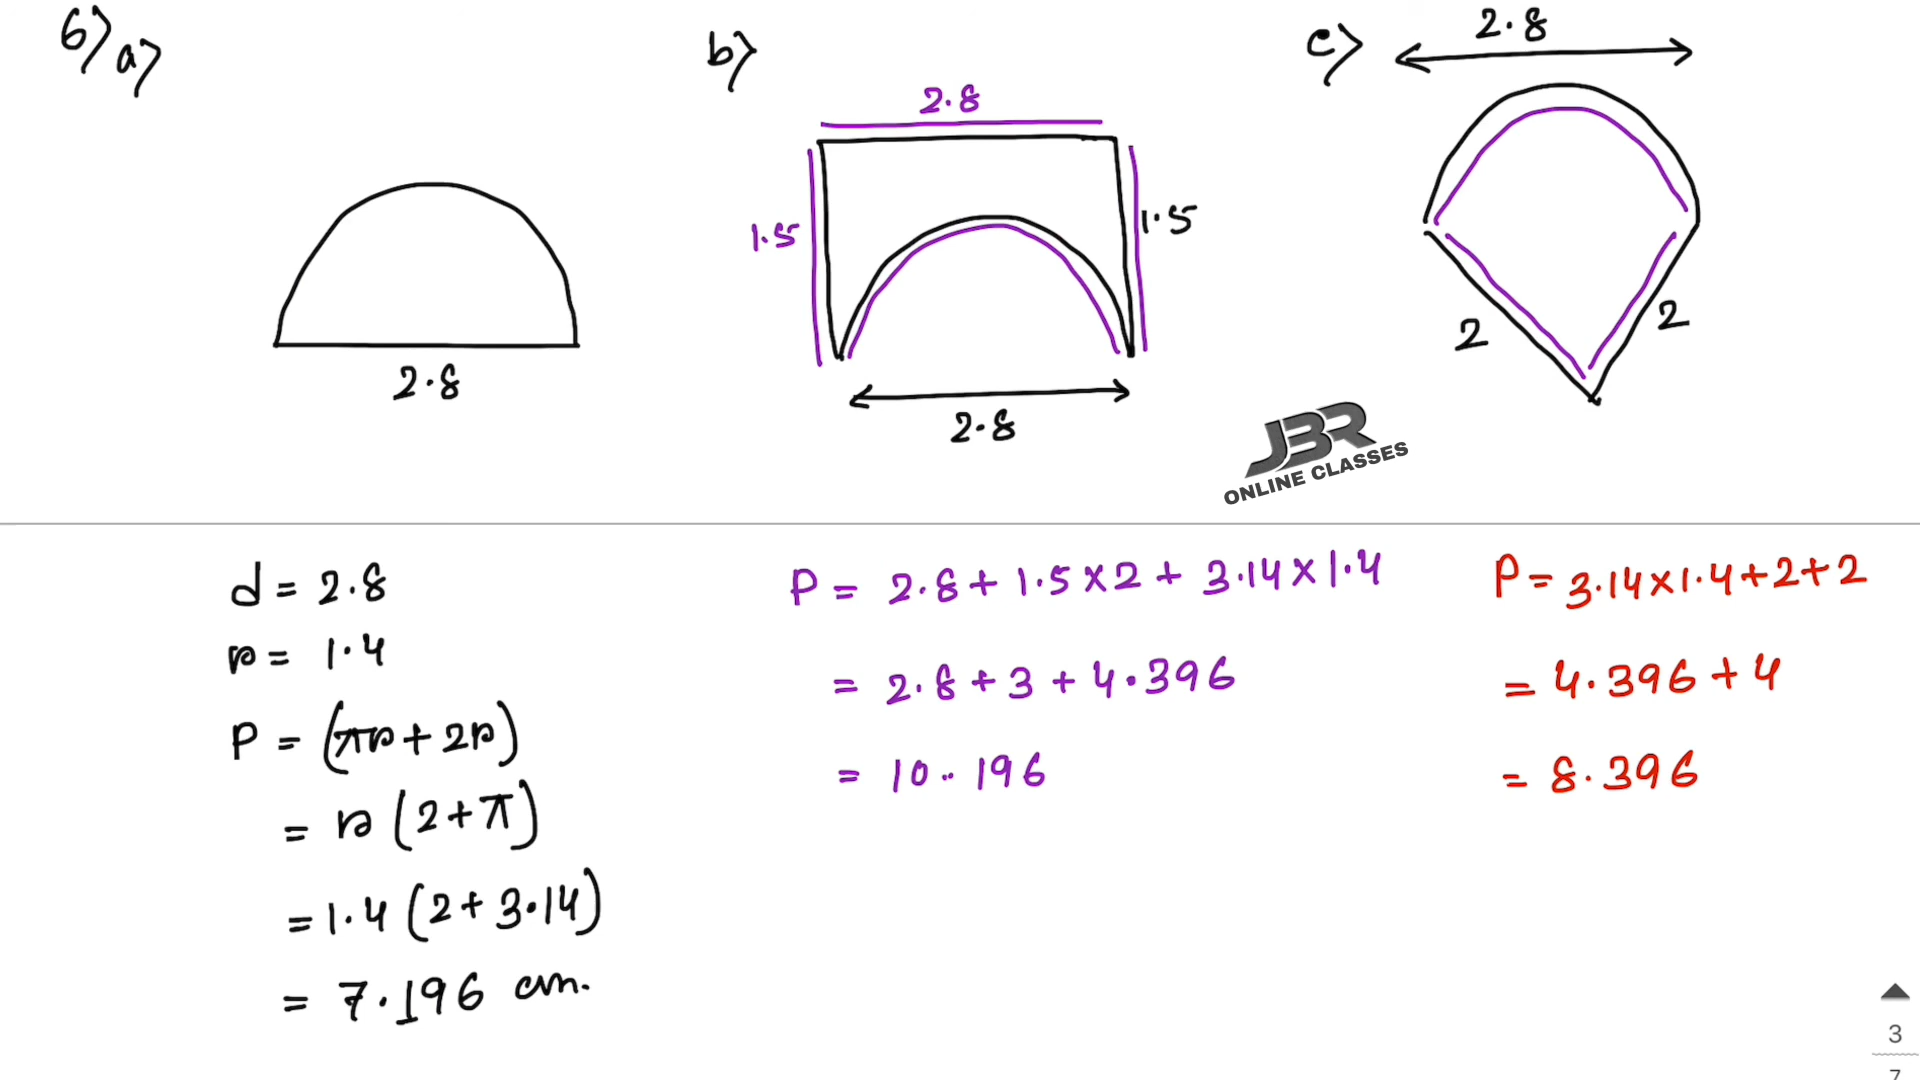 6) a)
2.8
b)
2.8
1.5
1.5
2.8
c)
2.8
2
2
JBR
ONLINE CLASSES
d = 2.8
r = 1.4
P = (πr + 2r)
= r (2 + π)
= 1.4 (2 + 3.14)
= 7.196 cm.
P = 2.8 + 1.5 × 2 + 3.14 × 1.4
= 2.8 + 3 + 4.396
= 10.196
P = 3.14 × 1.4 + 2 + 2
= 4.396 + 4
= 8.396
3
7